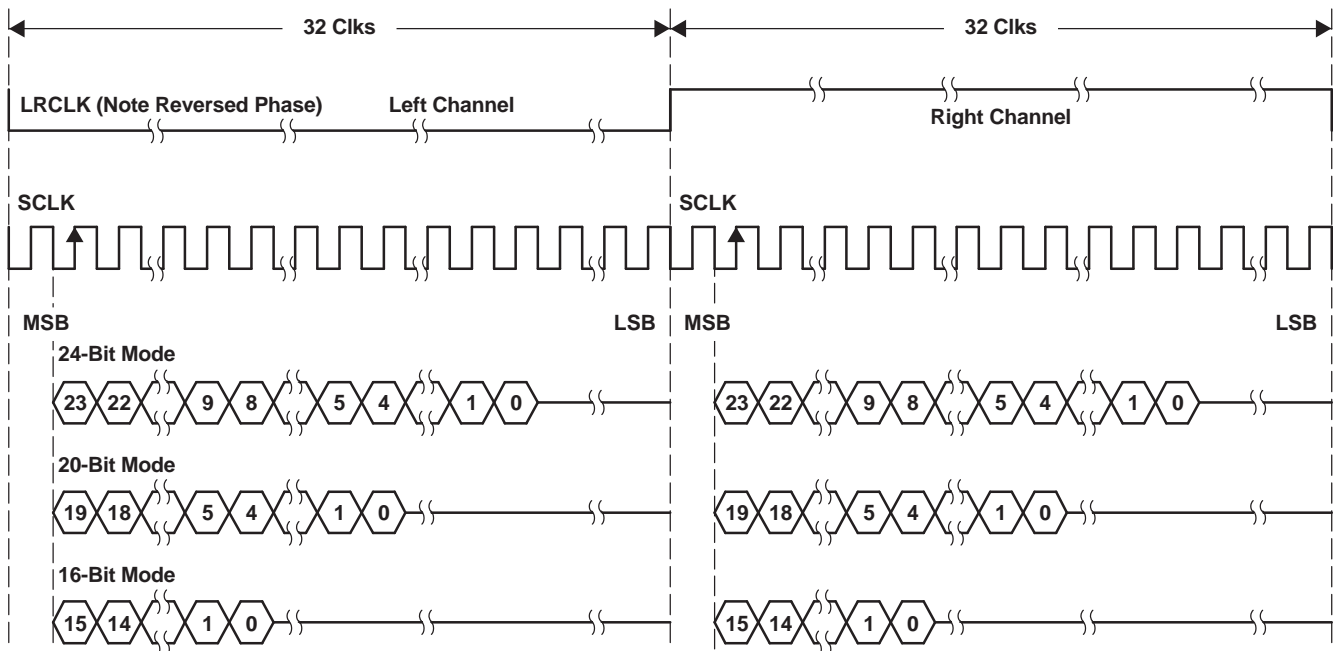 32 Clks 32 Clks
LRCLK (Note Reversed Phase) Left Channel
Right Channel
SCLK SCLK
MSB LSB MSB LSB
24-Bit Mode
23 22 9 8 5 4 1 0 23 22 9 8 5 4 1 0
20-Bit Mode
19 18 5 4 1 0 19 18 5 4 1 0
16-Bit Mode
15 14 1 0 15 14 1 0